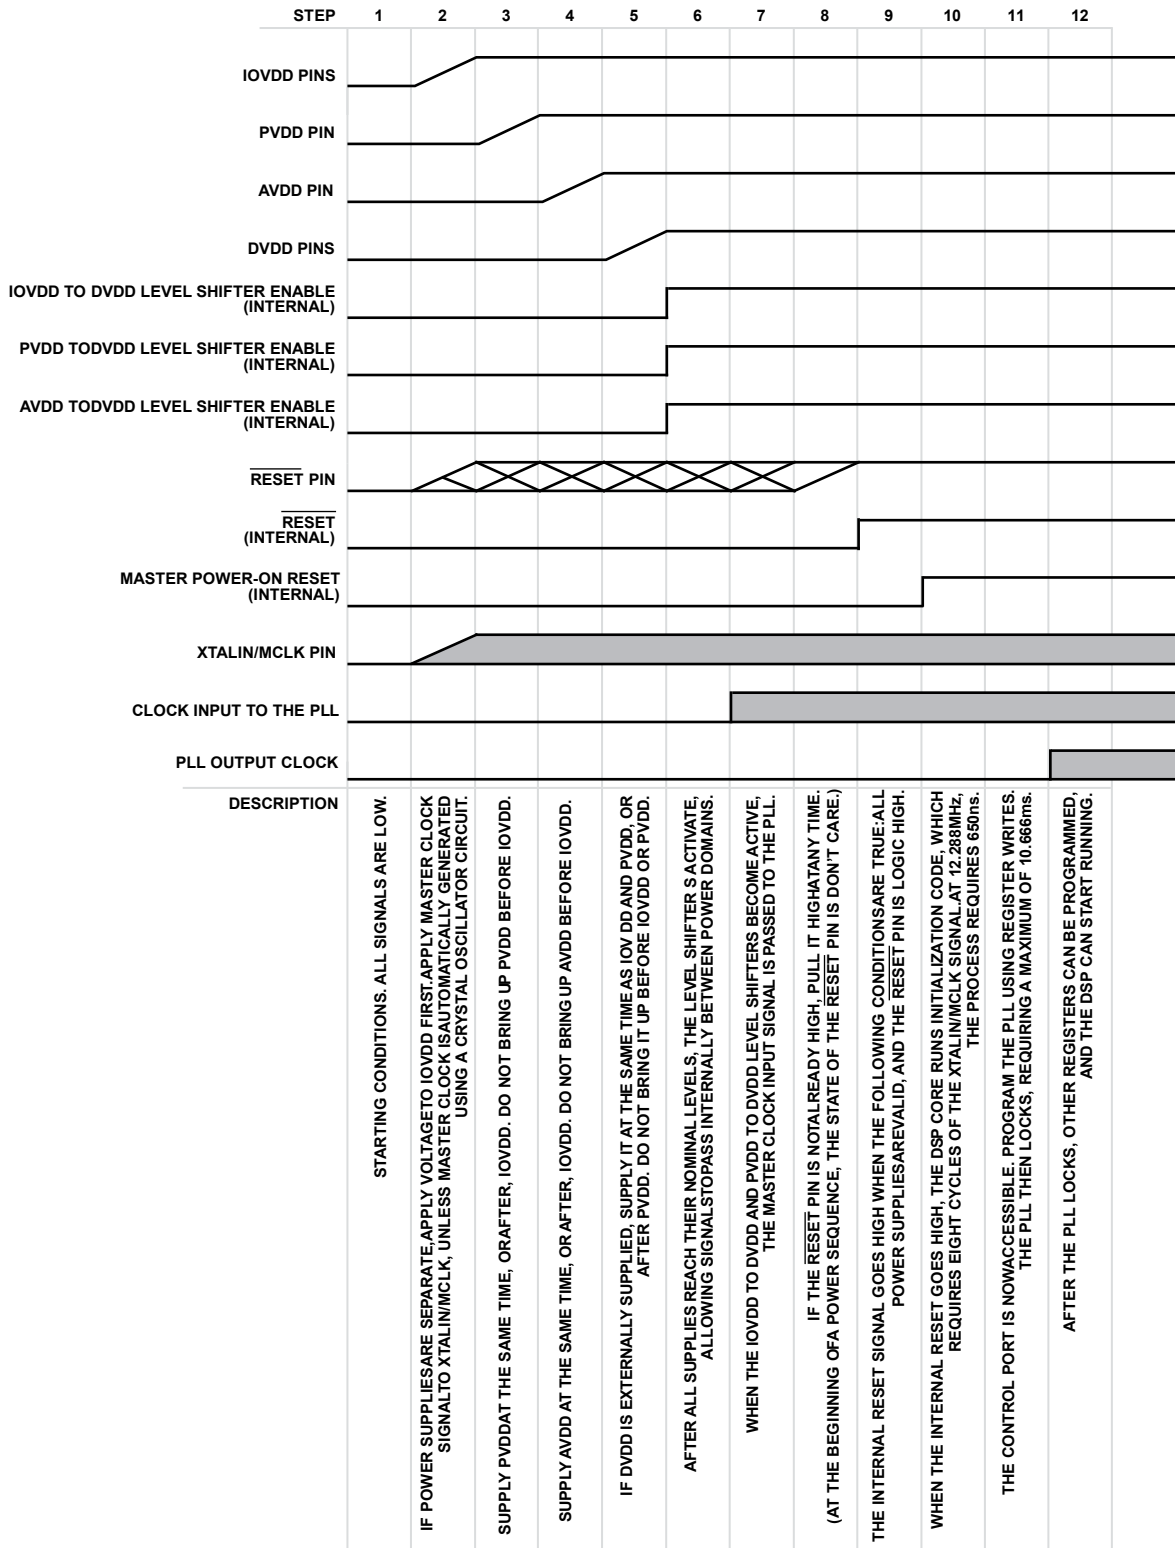 STEP 1 2 3 4 5 6 7 8 9 10 11 12
IOVDD PINS
PVDD PIN
AVDD PIN
DVDD PINS
IOVDD TO DVDD LEVEL SHIFTER ENABLE
(INTERNAL)
PVDD TODVDD LEVEL SHIFTER ENABLE
(INTERNAL)
AVDD TODVDD LEVEL SHIFTER ENABLE
(INTERNAL)
RESET PIN
RESET
(INTERNAL)
MASTER POWER-ON RESET
(INTERNAL)
XTALIN/MCLK PIN
CLOCK INPUT TO THE PLL
PLL OUTPUT CLOCK
DESCRIPTION
STARTING CONDITIONS. ALL SIGNALS ARE LOW.
IF POWER SUPPLIESARE SEPARATE,APPLY VOLTAGETO IOVDD FIRST.APPLY MASTER CLOCK
SIGNALTO XTALIN/MCLK, UNLESS MASTER CLOCK ISAUTOMATICALLY GENERATED
USING A CRYSTAL OSCILLATOR CIRCUIT.
SUPPLY PVDDAT THE SAME TIME, ORAFTER, IOVDD. DO NOT BRING UP PVDD BEFORE IOVDD.
SUPPLY AVDD AT THE SAME TIME, OR AFTER, IOVDD. DO NOT BRING UP AVDD BEFORE IOVDD.
IF DVDD IS EXTERNALLY SUPPLIED, SUPPLY IT AT THE SAME TIME AS IOV DD AND PVDD, OR
AFTER PVDD. DO NOT BRING IT UP BEFORE IOVDD OR PVDD.
AFTER ALL SUPPLIES REACH THEIR NOMINAL LEVELS, THE LEVEL SHIFTER S ACTIVATE,
ALLOWING SIGNALSTOPASS INTERNALLY BETWEEN POWER DOMAINS.
WHEN THE IOVDD TO DVDD AND PVDD TO DVDD LEVEL SHIFTERS BECOME ACTIVE,
THE MASTER CLOCK INPUT SIGNAL IS PASSED TO THE PLL.
IF THE RESET PIN IS NOTALREADY HIGH, PULL IT HIGHATANY TIME.
(AT THE BEGINNING OFA POWER SEQUENCE, THE STATE OF THE RESET PIN IS DON'T CARE.)
THE INTERNAL RESET SIGNAL GOES HIGH WHEN THE FOLLOWING CONDITIONSARE TRUE:ALL
POWER SUPPLIESAREVALID, AND THE RESET PIN IS LOGIC HIGH.
WHEN THE INTERNAL RESET GOES HIGH, THE DSP CORE RUNS INITIALIZATION CODE, WHICH
REQUIRES EIGHT CYCLES OF THE XTALIN/MCLK SIGNAL.AT 12.288MHz,
THE PROCESS REQUIRES 650ns.
THE CONTROL PORT IS NOWACCESSIBLE. PROGRAM THE PLL USING REGISTER WRITES.
THE PLL THEN LOCKS, REQUIRING A MAXIMUM OF 10.666ms.
AFTER THE PLL LOCKS, OTHER REGISTERS CAN BE PROGRAMMED,
AND THE DSP CAN START RUNNING.